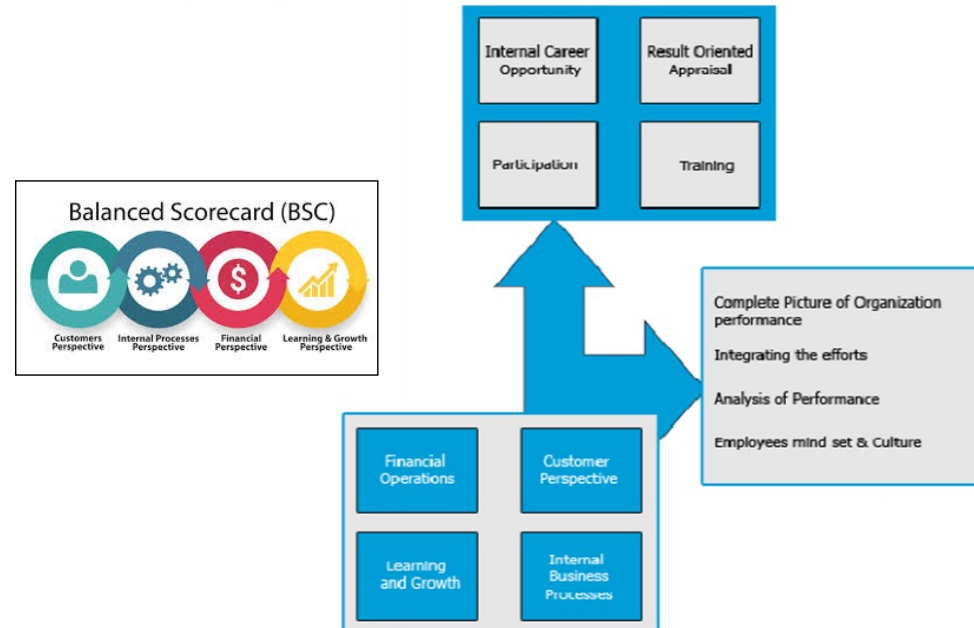 Internal Career
Opportunity
Result Oriented
Appraisal
Participation
Training
Balanced Scorecard (BSC)
$
Customers
Perspective
Internal Processes
Perspective
Financial
Perspective
Learning & Growth
Perspective
Complete Picture of Organization
performance
Integrating the efforts
Analysis of Performance
Employees mind set & Culture
Financial
Operations
Customer
Perspective
Learning
and Growth
Internal
Business
Processes